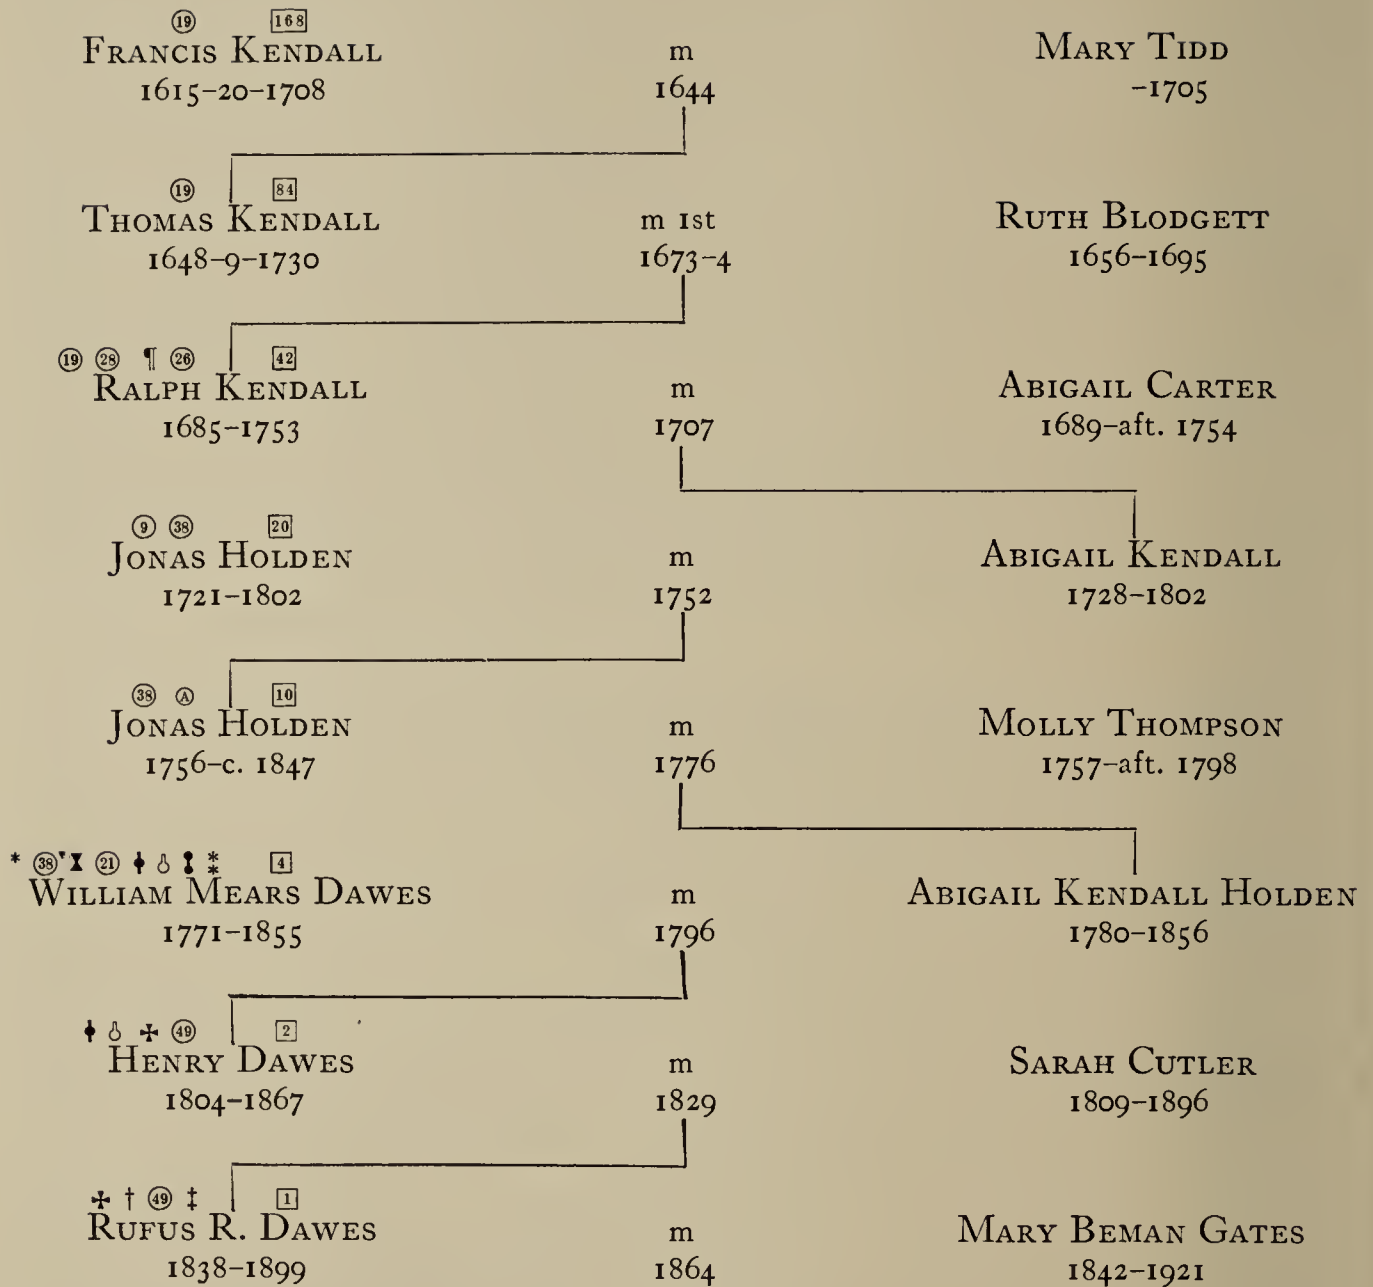 19 168
Francis Kendall m Mary Tidd
1615-20-1708 1644 -1705
19 84
Thomas Kendall m 1st Ruth Blodgett
1648-9-1730 1673-4 1656-1695
19 28 ¶ 26 42
Ralph Kendall m Abigail Carter
1685-1753 1707 1689-aft. 1754
9 38 20
Jonas Holden m Abigail Kendall
1721-1802 1752 1728-1802
38 A 10
Jonas Holden m Molly Thompson
1756-c. 1847 1776 1757-aft. 1798
* 38 21 ⁑ 4
William Mears Dawes m Abigail Kendall Holden
1771-1855 1796 1780-1856
✠ 49 2
Henry Dawes m Sarah Cutler
1804-1867 1829 1809-1896
✠ † 49 ‡ 1
Rufus R. Dawes m Mary Beman Gates
1838-1899 1864 1842-1921